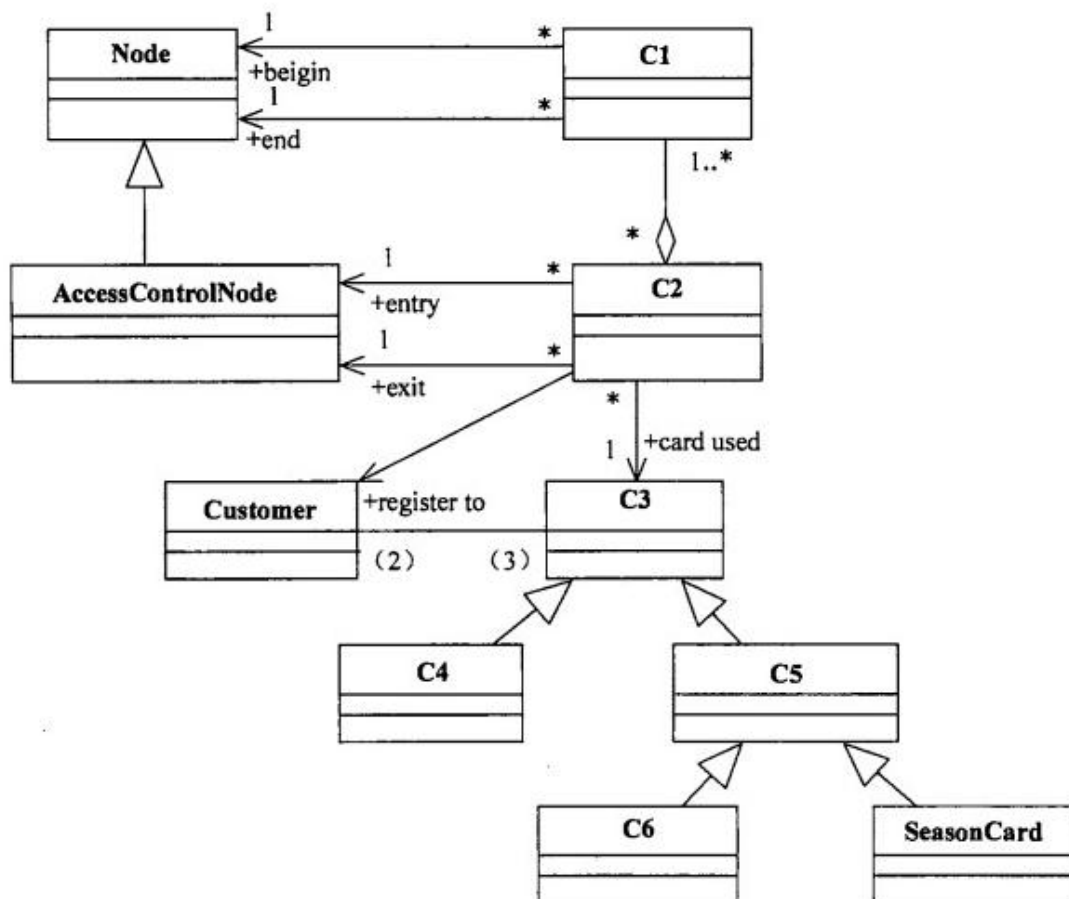 1
*
Node
C1
+beigin
1
*
+end
1..*
*
1
*
AccessControlNode
C2
+entry
1
*
+exit
*
1
+card used
Customer
+register to
C3
（2）
（3）
C4
C5
C6
SeasonCard